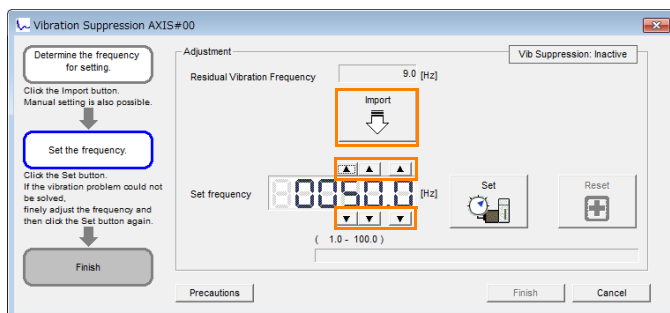 Vibration Suppression AXIS#00
Determine the frequency
for setting.
Click the Import button.
Manual setting is also possible.
Set the frequency.
Click the Set button.
If the vibration problem could not
be solved,
finely adjust the frequency and
then click the Set button again.
Finish
Adjustment
Vib Suppression: Inactive
Residual Vibration Frequency 9.0 [Hz]
Import
Set frequency 0050.0 [Hz]
( 1.0 - 100.0 )
Set
Reset
Precautions
Finish
Cancel